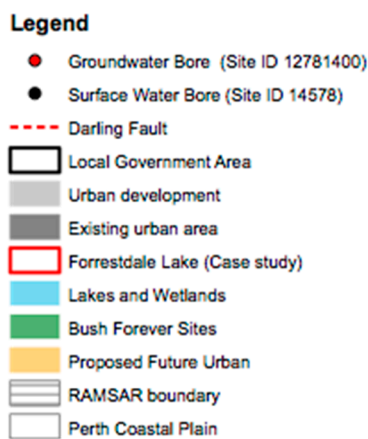 Legend
Groundwater Bore (Site ID 12781400)
Surface Water Bore (Site ID 14578)
Darling Fault
Local Government Area
Urban development
Existing urban area
Forrestdale Lake (Case study)
Lakes and Wetlands
Bush Forever Sites
Proposed Future Urban
RAMSAR boundary
Perth Coastal Plain